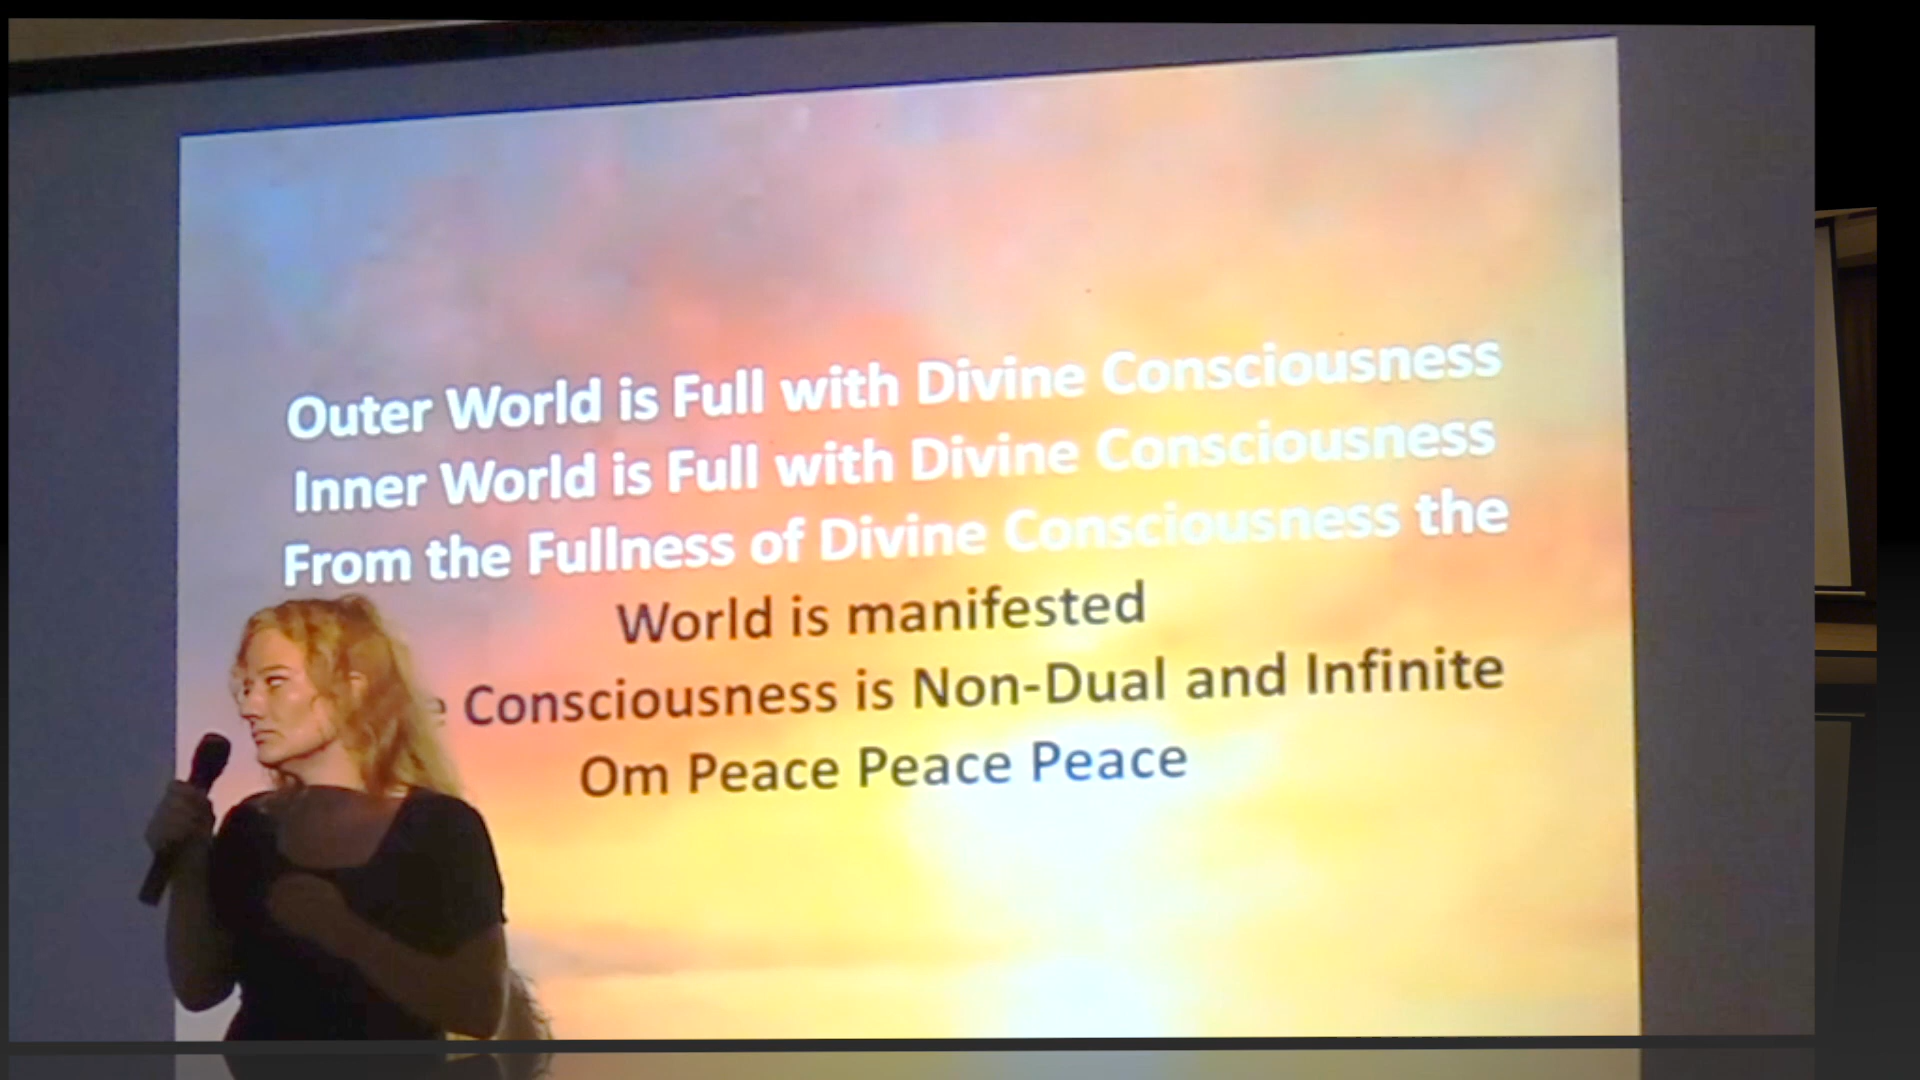 Outer World is Full with Divine Consciousness
Inner World is Full with Divine Consciousness
From the Fullness of Divine Consciousness the
World is manifested
Consciousness is Non-Dual and Infinite
Om Peace Peace Peace